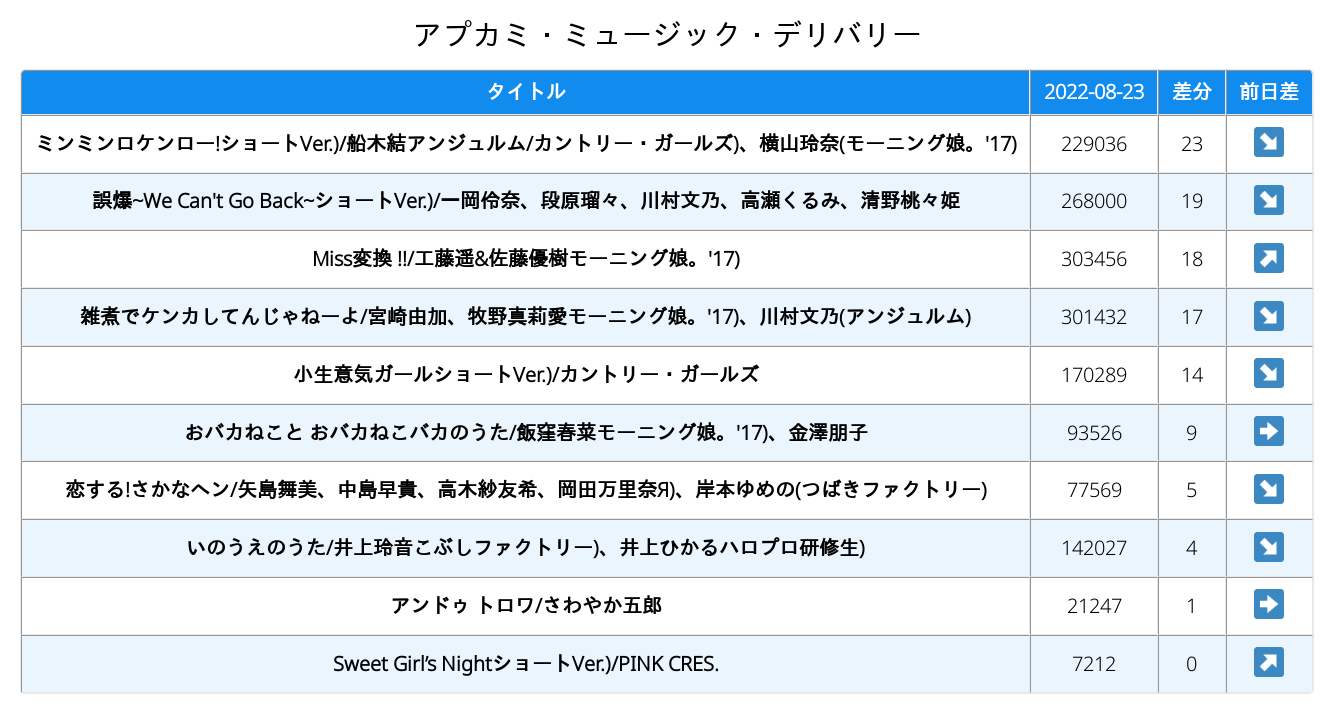 アプカミ・ミュージック・デリバリー
タイトル 2022-08-23 差分 前日差
ミンミンロケンロー!ショートVer.)/船木結アンジュルム/カントリー・ガールズ)、横山玲奈(モーニング娘。'17) 229036 23 ↘
誤爆~We Can't Go Back~ショートVer.)/一岡伶奈、段原瑠々、川村文乃、高瀬くるみ、清野桃々姫 268000 19 ↘
Miss変換 !!/工藤遥&佐藤優樹モーニング娘。'17) 303456 18 ↗
雑煮でケンカしてんじゃねーよ/宮崎由加、牧野真莉愛モーニング娘。'17)、川村文乃(アンジュルム) 301432 17 ↘
小生意気ガールショートVer.)/カントリー・ガールズ 170289 14 ↘
おバカねこと おバカねこバカのうた/飯窪春菜モーニング娘。'17)、金澤朋子 93526 9 ➡
恋する!さかなヘン/矢島舞美、中島早貴、高木紗友希、岡田万里奈Я)、岸本ゆめの(つばきファクトリー) 77569 5 ↘
いのうえのうた/井上玲音こぶしファクトリー)、井上ひかるハロプロ研修生) 142027 4 ↘
アンドゥ トロワ/さわやか五郎 21247 1 ➡
Sweet Girl’s NightショートVer.)/PINK CRES. 7212 0 ↗